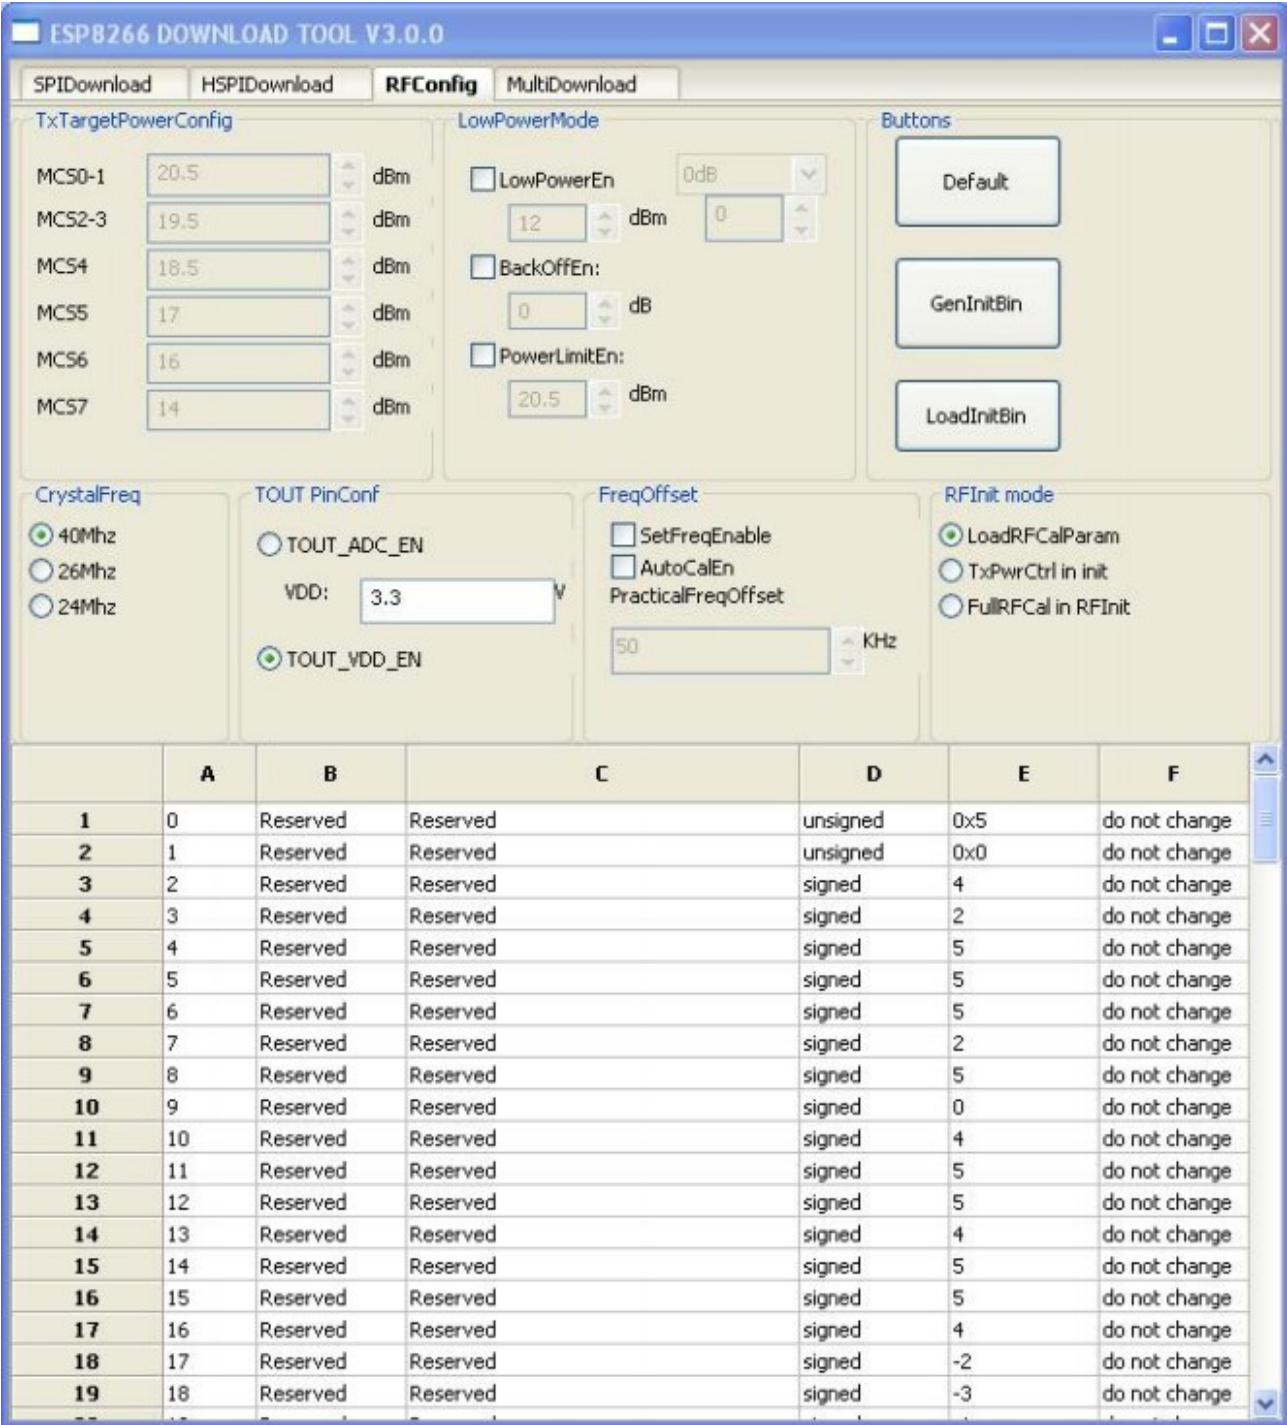 ESP8266 DOWNLOAD TOOL V3.0.0
SPIDownload HSPIDownload RFConfig MultiDownload
TxTargetPowerConfig
MCS0-1 20.5 dBm
MCS2-3 19.5 dBm
MCS4 18.5 dBm
MCS5 17 dBm
MCS6 16 dBm
MCS7 14 dBm
LowPowerMode
LowPowerEn 0dB
12 dBm 0
BackOffEn:
0 dB
PowerLimitEn:
20.5 dBm
Buttons
Default
GenInitBin
LoadInitBin
CrystalFreq
40Mhz
26Mhz
24Mhz
TOUT PinConf
TOUT_ADC_EN
VDD: 3.3 V
TOUT_VDD_EN
FreqOffset
SetFreqEnable
AutoCalEn
PracticalFreqOffset
50 KHz
RFInit mode
LoadRFCalParam
TxPwrCtrl in init
FullRFCal in RFInit
A B C D E F
1 0 Reserved Reserved unsigned 0x5 do not change
2 1 Reserved Reserved unsigned 0x0 do not change
3 2 Reserved Reserved signed 4 do not change
4 3 Reserved Reserved signed 2 do not change
5 4 Reserved Reserved signed 5 do not change
6 5 Reserved Reserved signed 5 do not change
7 6 Reserved Reserved signed 5 do not change
8 7 Reserved Reserved signed 2 do not change
9 8 Reserved Reserved signed 5 do not change
10 9 Reserved Reserved signed 0 do not change
11 10 Reserved Reserved signed 4 do not change
12 11 Reserved Reserved signed 5 do not change
13 12 Reserved Reserved signed 5 do not change
14 13 Reserved Reserved signed 4 do not change
15 14 Reserved Reserved signed 5 do not change
16 15 Reserved Reserved signed 5 do not change
17 16 Reserved Reserved signed 4 do not change
18 17 Reserved Reserved signed -2 do not change
19 18 Reserved Reserved signed -3 do not change